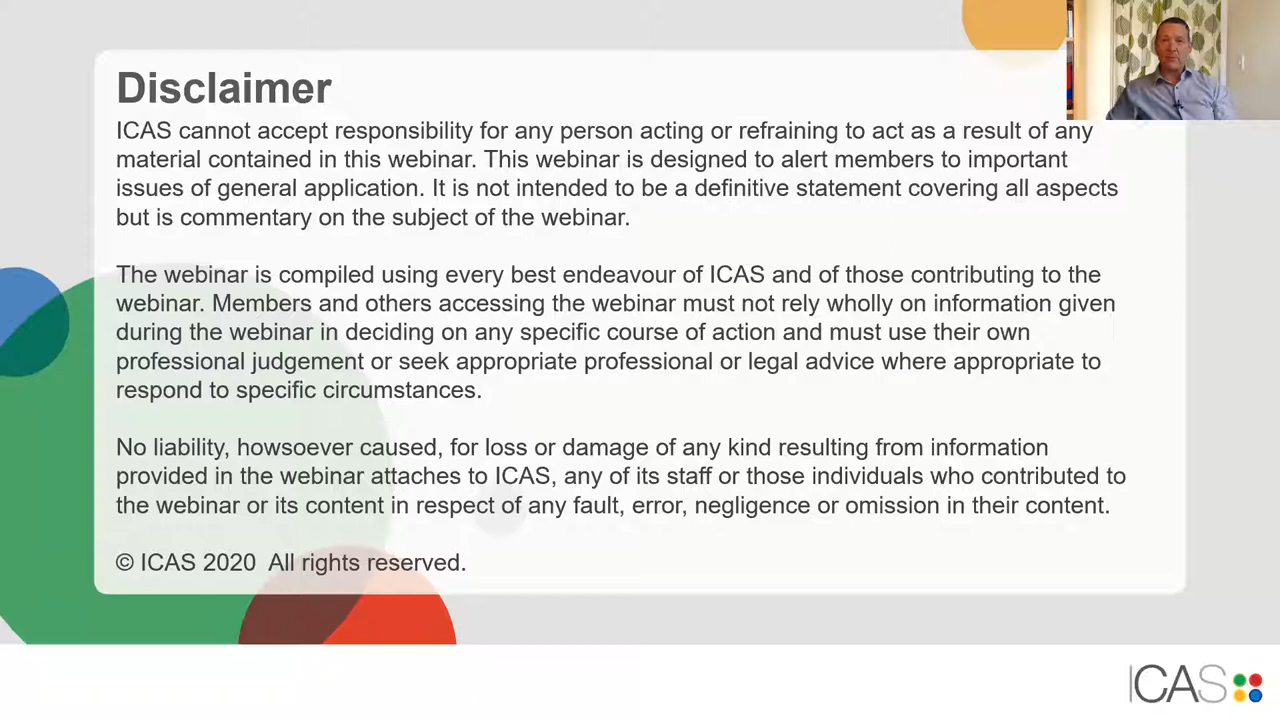 Disclaimer
ICAS cannot accept responsibility for any person acting or refraining to act as a result of any
material contained in this webinar. This webinar is designed to alert members to important
issues of general application. It is not intended to be a definitive statement covering all aspects
but is commentary on the subject of the webinar.
The webinar is compiled using every best endeavour of ICAS and of those contributing to the
webinar. Members and others accessing the webinar must not rely wholly on information given
during the webinar in deciding on any specific course of action and must use their own
professional judgement or seek appropriate professional or legal advice where appropriate to
respond to specific circumstances.
No liability, howsoever caused, for loss or damage of any kind resulting from information
provided in the webinar attaches to ICAS, any of its staff or those individuals who contributed to
the webinar or its content in respect of any fault, error, negligence or omission in their content.
© ICAS 2020  All rights reserved.
ICAS